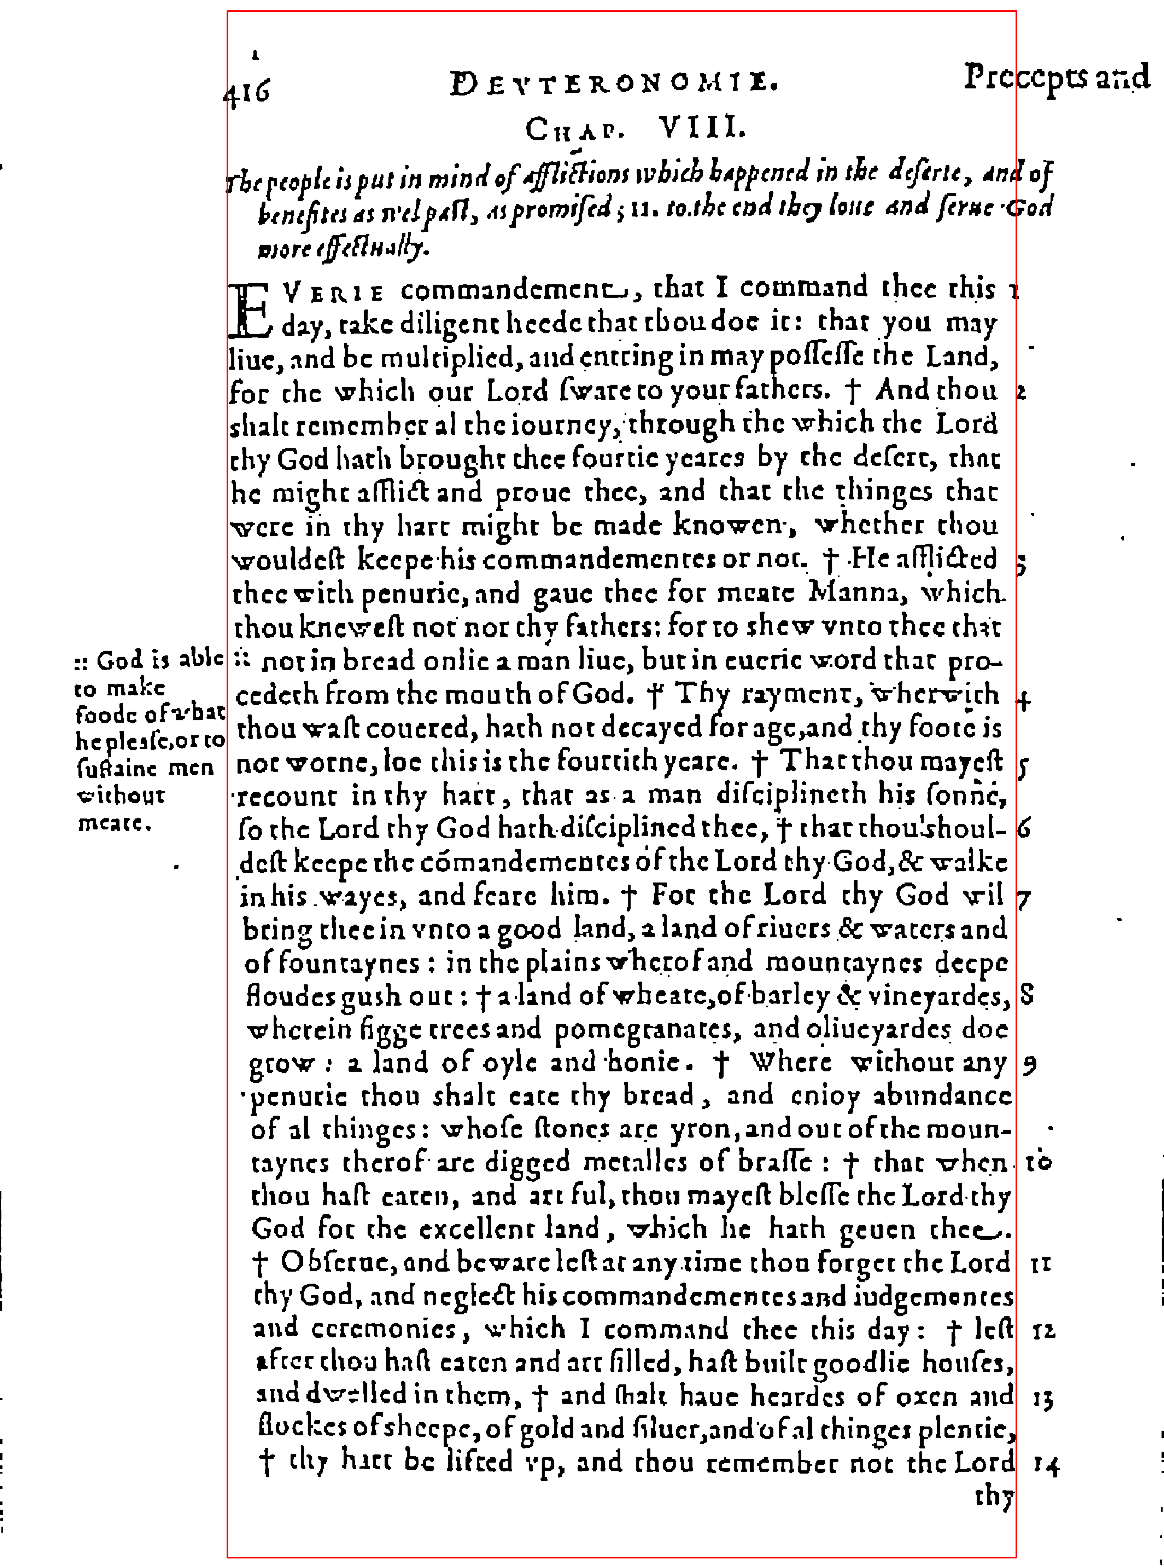 416 DEVTERONOMIE. Precepts and
CHAP. VIII.
The people is put in mind of afflictions which happened in the deserte, and of
benefites as wel past, as promised; 11. to the end they loue and serue God
more effectually.
EVERIE commandement, that I command thee this 1
day, take diligent heede that thou doe it: that you may
liue, and be multiplied, and entring in may possesse the Land,
for the which our Lord sware to your fathers. † And thou 2
shalt remember al the iourney, through the which the Lord
thy God hath brought thee fourtie yeares by the desert, that
he might afflict and proue thee, and that the thinges that
were in thy hart might be made knowen, whether thou
wouldest keepe his commandementes or not. † He afflicted 3
thee with penurie, and gaue thee for meate Manna, which
thou knewest not nor thy fathers: for to shew vnto thee that
:: not in bread onlie a man liue, but in euerie word that pro-
cedeth from the mouth of God. † Thy rayment, wherwith 4
thou wast couered, hath not decayed for age, and thy foote is
not worne, loe this is the fourtith yeare. † That thou mayest 5
recount in thy hart, that as a man disciplineth his sonne,
so the Lord thy God hath disciplined thee, † that thou shoul- 6
dest keepe the cōmandementes of the Lord thy God, & walke
in his wayes, and feare him. † For the Lord thy God wil 7
bring thee in vnto a good land, a land of riuers & waters and
of fountaynes: in the plains wherof and mountaynes deepe
floudes gush out: † a land of wheate, of barley & vineyardes, 8
wherein figge trees and pomegranates, and oliueyardes doe
grow: a land of oyle and honie. † Where without any 9
penurie thou shalt eate thy bread, and enioy abundance
of al thinges: whose stones are yron, and out of the moun-
taynes therof are digged metalles of brasse: † that when 10
thou hast eaten, and art ful, thou mayest blesse the Lord thy
God for the excellent land, which he hath geuen thee.
† Obserue, and beware lest at any time thou forget the Lord 11
thy God, and neglect his commandementes and iudgementes
and ceremonies, which I command thee this day: † lest 12
after thou hast eaten and art filled, hast built goodlie houses,
and dwelled in them, † and shalt haue heardes of oxen and 13
flockes of sheepe, of gold and siluer, and of al thinges plentie,
† thy hart be lifted vp, and thou remember not the Lord 14
thy
:: God is able
to make
foode of what
he please, or to
sustaine men
without
meate.